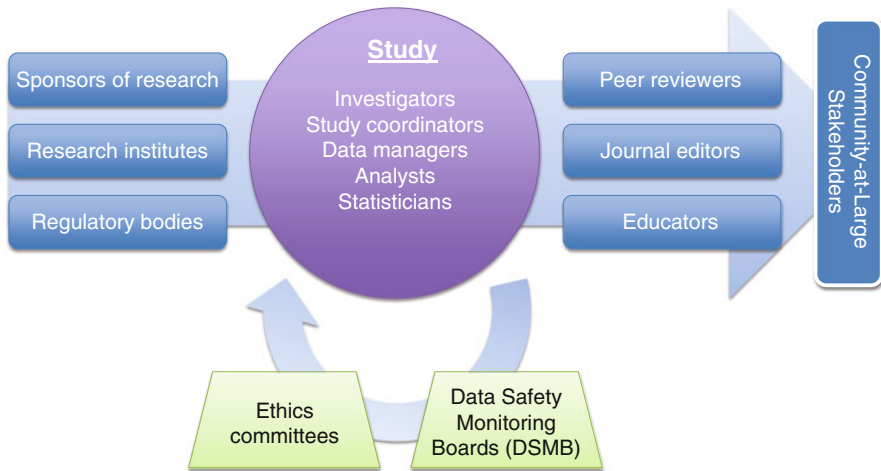 Sponsors of research
Research institutes
Regulatory bodies
Study
Investigators
Study coordinators
Data managers
Analysts
Statisticians
Peer reviewers
Journal editors
Educators
Community-at-Large
Stakeholders
Ethics
committees
Data Safety
Monitoring
Boards (DSMB)